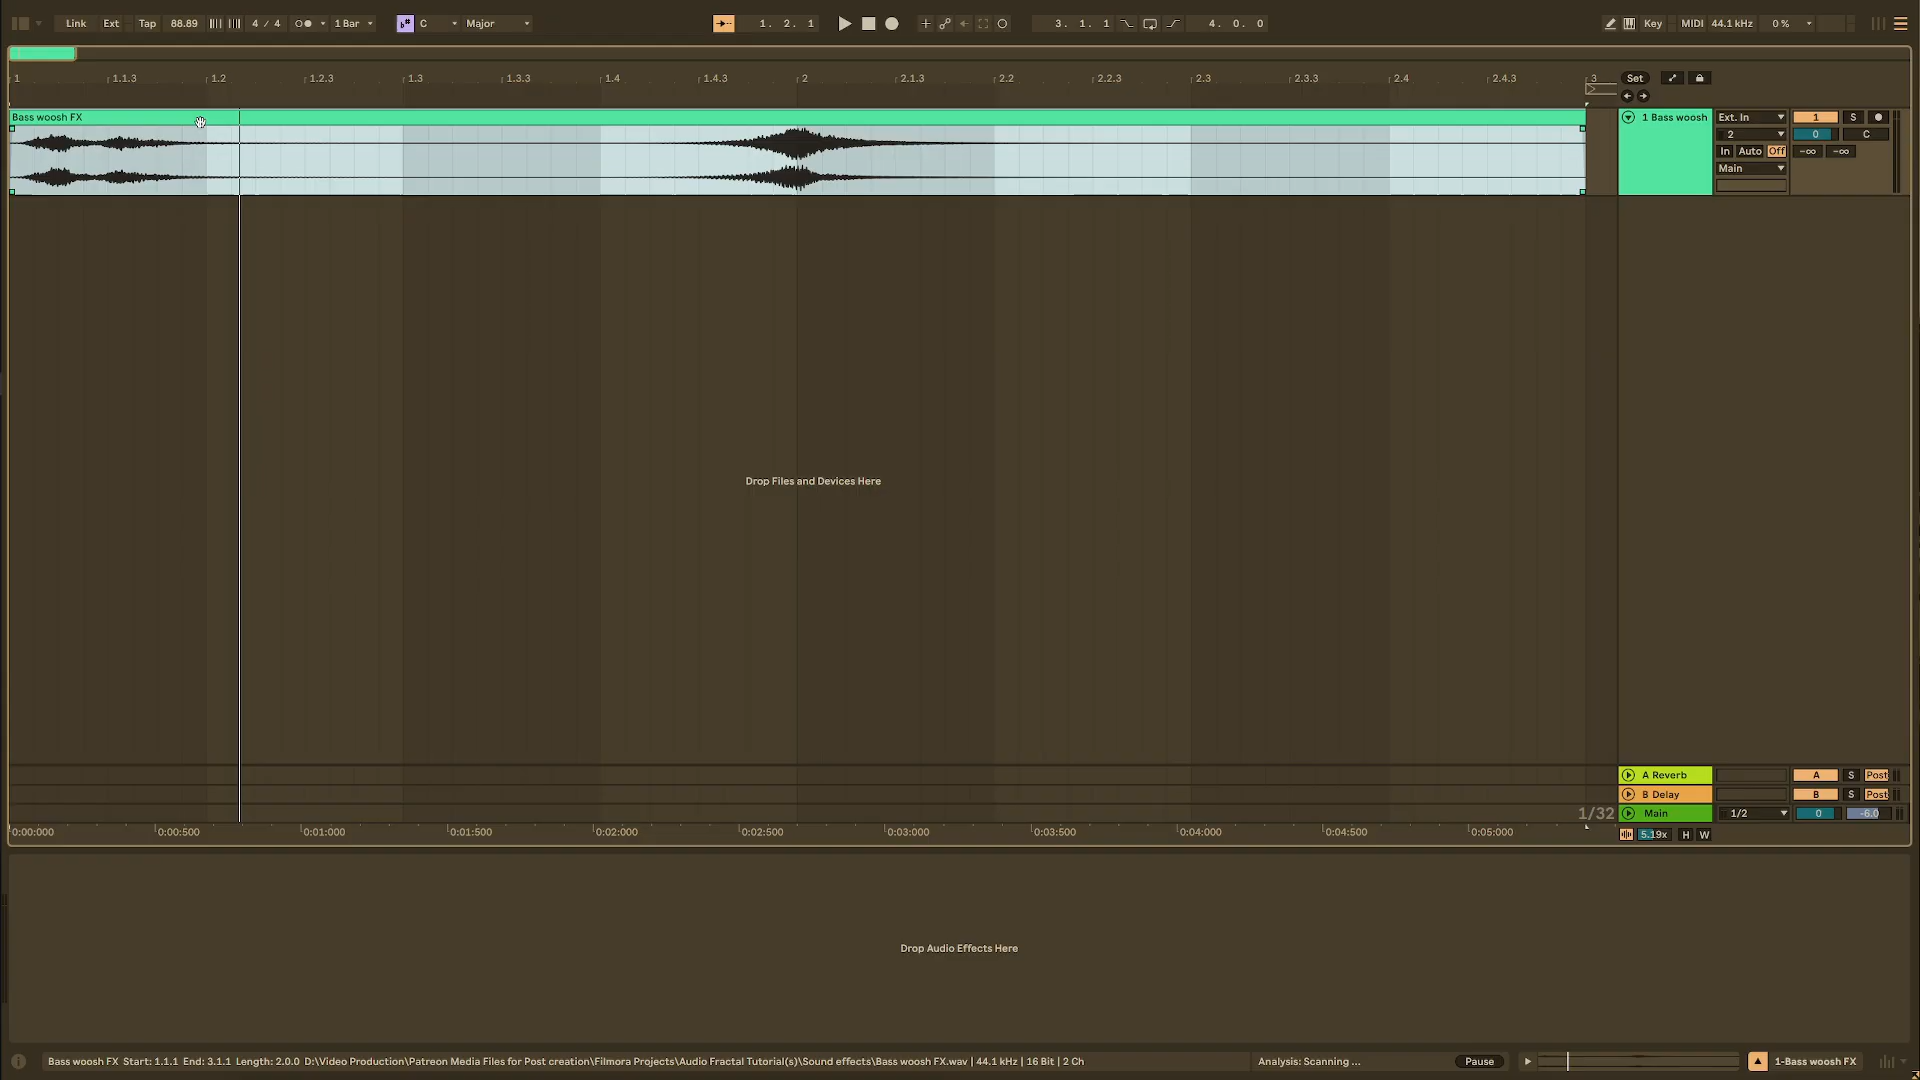 Link Ext Tap 88.89 4 / 4 1 Bar C Major 1. 2. 1 3. 1. 1 4. 0. 0 Key MIDI 44.1 kHz 0 %
1 1.1.3 1.2 1.2.3 1.3 1.3.3 1.4 1.4.3 2 2.1.3 2.2 2.2.3 2.3 2.3.3 2.4 2.4.3 3 Set
Bass woosh FX 1 Bass woosh Ext. In 1 S
2 0 C
In Auto Off -∞ -∞
Main
Drop Files and Devices Here
A Reverb A S Post
B Delay B S Post
1/32 Main 1/2 0 -6.0
0:00:000 0:00:500 0:01:000 0:01:500 0:02:000 0:02:500 0:03:000 0:03:500 0:04:000 0:04:500 0:05:000 5.19x H W
Drop Audio Effects Here
Bass woosh FX Start: 1.1.1 End: 3.1.1 Length: 2.0.0 D:\Video Production\Patreon Media Files for Post creation\Filmora Projects\Audio Fractal Tutorial(s)\Sound effects\Bass woosh FX.wav | 44.1 kHz | 16 Bit | 2 Ch Analysis: Scanning ... Pause 1-Bass woosh FX